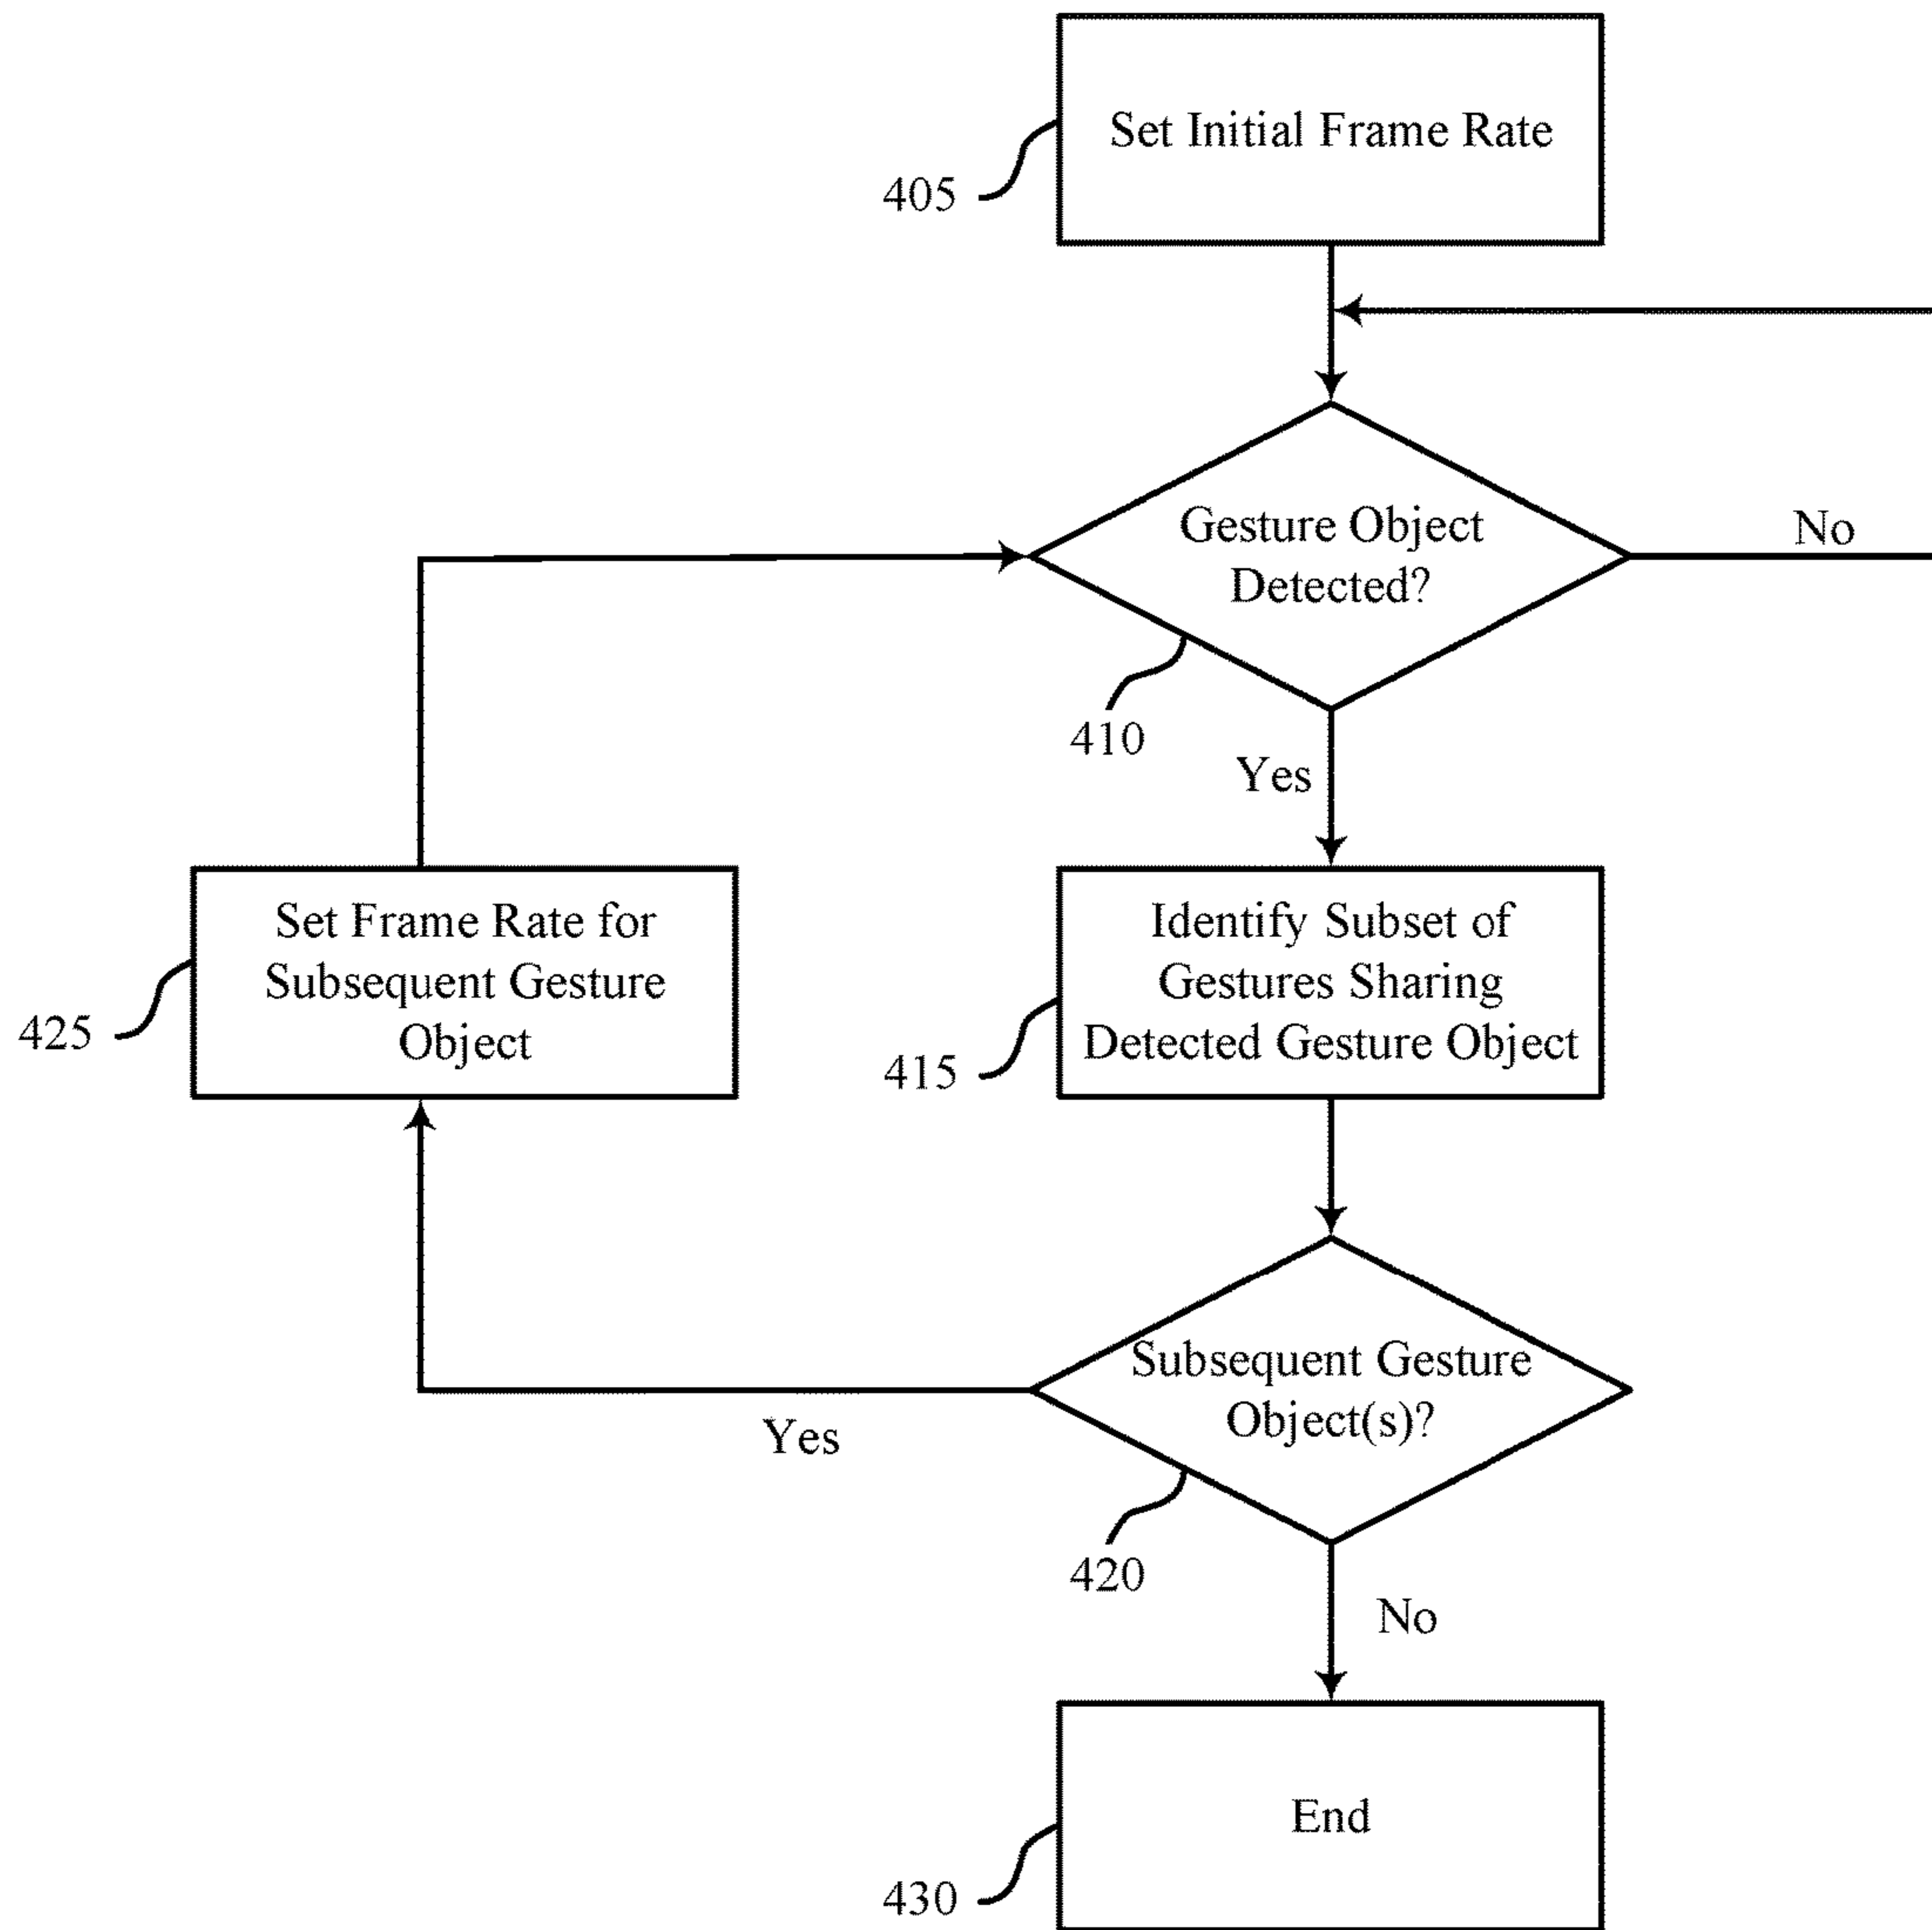 Set Initial Frame Rate
405
Gesture Object
Detected?
No
410
Yes
Set Frame Rate for
Subsequent Gesture
Object
425
Identify Subset of
Gestures Sharing
Detected Gesture Object
415
Subsequent Gesture
Object(s)?
Yes
420
No
End
430